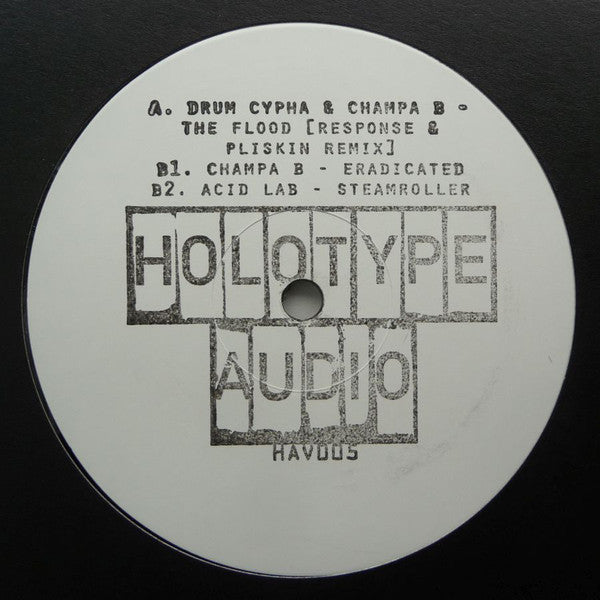 A. DRUM CYPHA & CHAMPA B -
THE FLOOD [RESPONSE &
PLISKIN REMIX]
B1. CHAMPA B - ERADICATED
B2. ACID LAB - STEAMROLLER
HOLOTYPE
AUDIO
HAV005